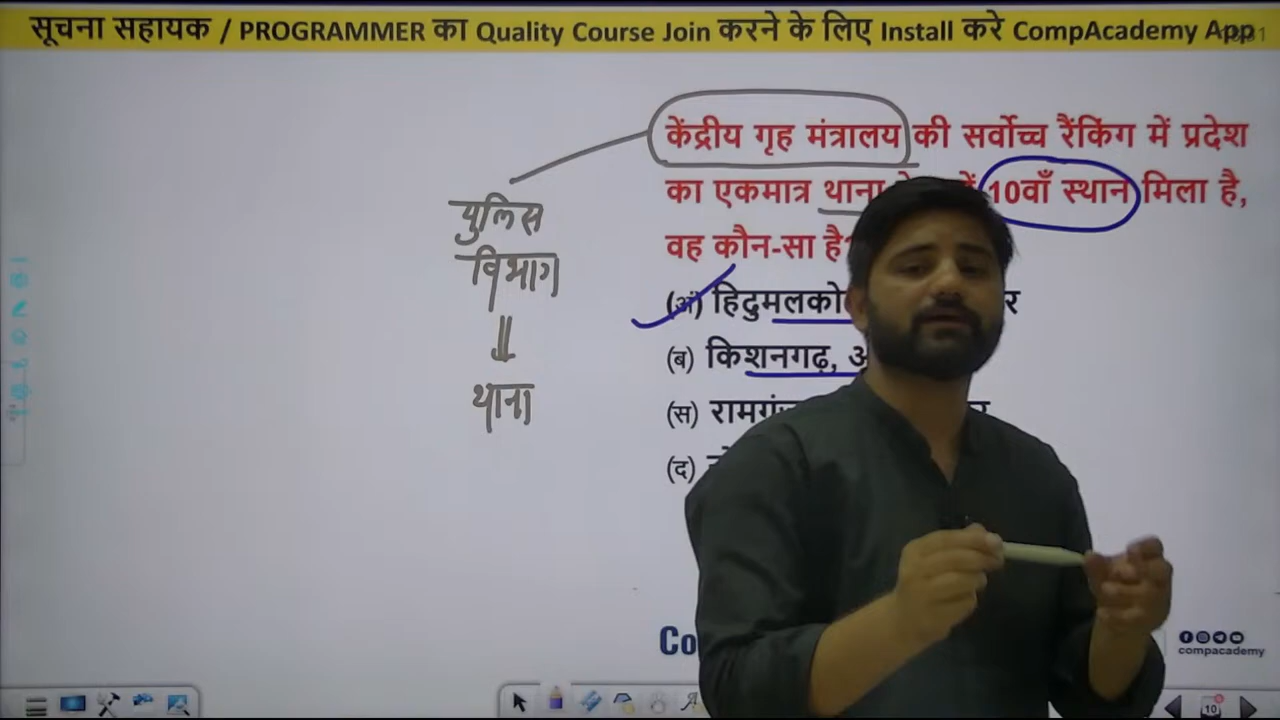 सूचना सहायक / PROGRAMMER का Quality Course Join करने के लिए Install करे CompAcademy App
केंद्रीय गृह मंत्रालय की सर्वोच्च रैंकिंग में प्रदेश
का एकमात्र थाना 10वाँ स्थान मिला है,
वह कौन-सा है
(अ) हिंदुमलको
(ब) किशनगढ़,
(स) रामगं
(द)
पुलिस
विभाग
थाना
Co
compacademy
10